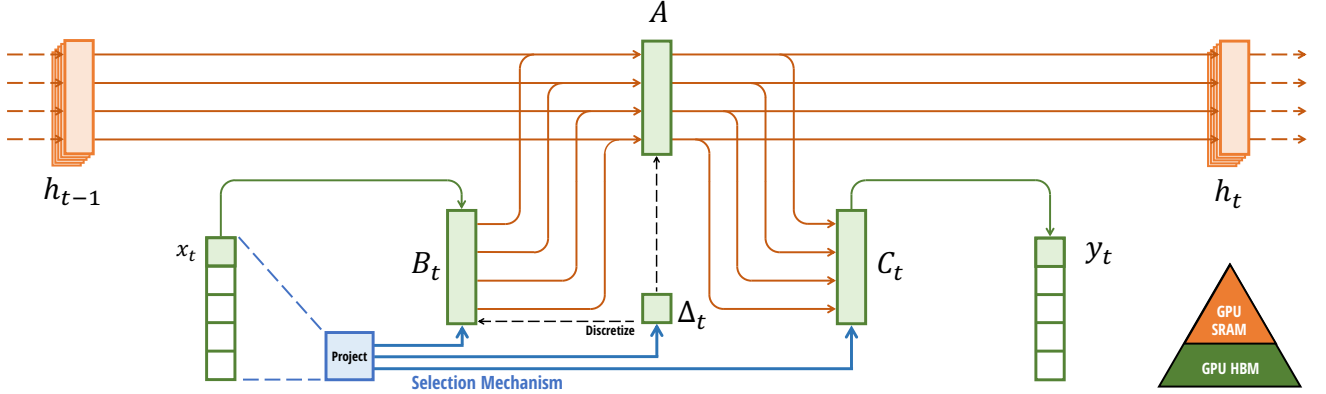 A
h_{t-1}
h_t
x_t
B_t
C_t
y_t
Δ_t
Discretize
Project
Selection Mechanism
GPU
SRAM
GPU HBM